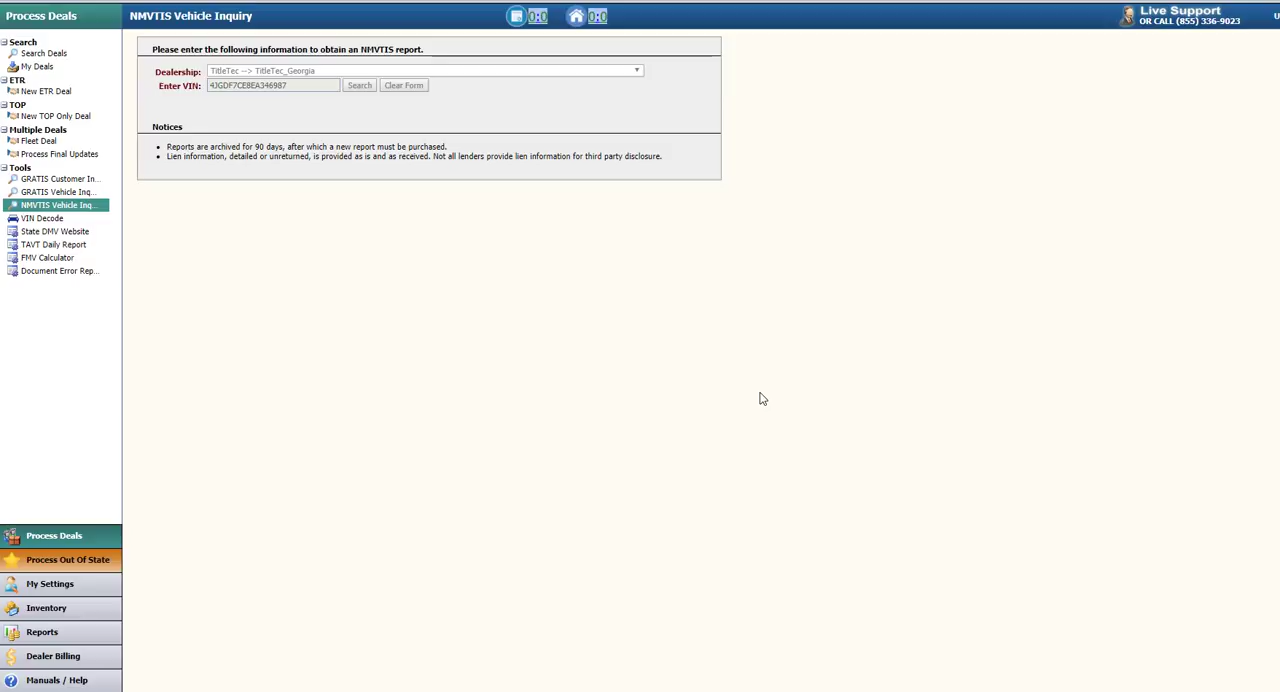 Process Deals
NMVTIS Vehicle Inquiry
0:0
0:0
Live Support
OR CALL (855) 336-9023
U
Search
Search Deals
My Deals
ETR
New ETR Deal
TOP
New TOP Only Deal
Multiple Deals
Fleet Deal
Process Final Updates
Tools
GRATIS Customer In...
GRATIS Vehicle Inq...
NMVTIS Vehicle Inq...
VIN Decode
State DMV Website
TAVT Daily Report
FMV Calculator
Document Error Rep...
Please enter the following information to obtain an NMVTIS report.
Dealership: TitleTec --> TitleTec_Georgia
Enter VIN: 4JGDF7CE8EA346987 Search Clear Form
Notices
• Reports are archived for 90 days, after which a new report must be purchased.
• Lien information, detailed or unreturned, is provided as is and as received. Not all lenders provide lien information for third party disclosure.
Process Deals
Process Out Of State
My Settings
Inventory
Reports
Dealer Billing
Manuals / Help